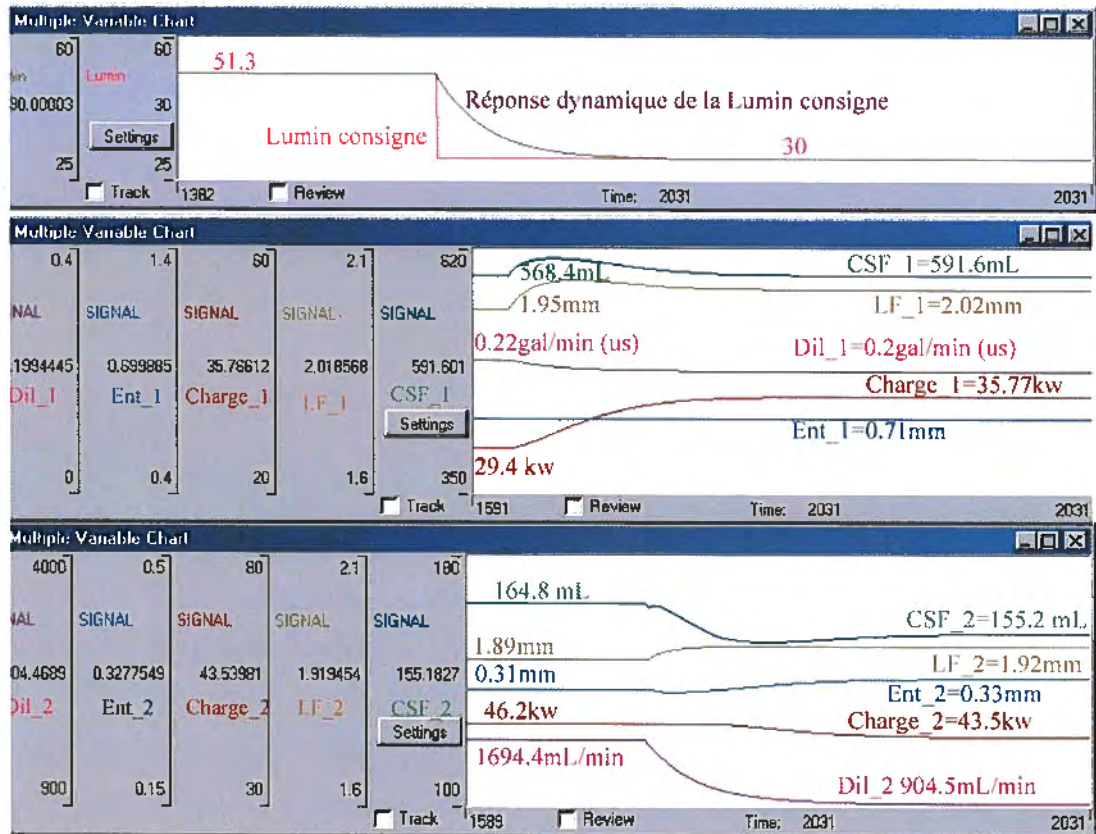 Multiple Variable Chart
60 60
51.3
Lumin
30.00003 30
Réponse dynamique de la Lumin consigne
Settings
Lumin consigne
30
25 25
Track 1382 Review Time: 2031 2031
Multiple Variable Chart
0.4 1.4 60 2.1 620
CSF_1=591.6mL
568.4mL
1.95mm
LF_1=2.02mm
SIGNAL SIGNAL SIGNAL SIGNAL
0.22gal/min (us)
Dil_1=0.2gal/min (us)
.1994445 0.699885 35.76612 2.018568 591.601
Dil_1 Ent_1 Charge_1 LF_1 CSF_1
Charge_1=35.77kw
Settings
Ent_1=0.71mm
29.4 kw
0 0.4 20 1.6 350
Track 1591 Review Time: 2031 2031
Multiple Variable Chart
4000 0.5 80 2.1 180
164.8 mL
SIGNAL SIGNAL SIGNAL SIGNAL
CSF_2=155.2 mL
1.89mm
LF_2=1.92mm
04.4689 0.3277549 43.53981 1.919454 155.1827
0.31mm
Ent_2=0.33mm
Dil_2 Ent_2 Charge_2 LF_2 CSF_2
46.2kw
Charge_2=43.5kw
Settings
1694.4mL/min
Dil_2 904.5mL/min
900 0.15 30 1.6 100
Track 1589 Review Time: 2031 2031